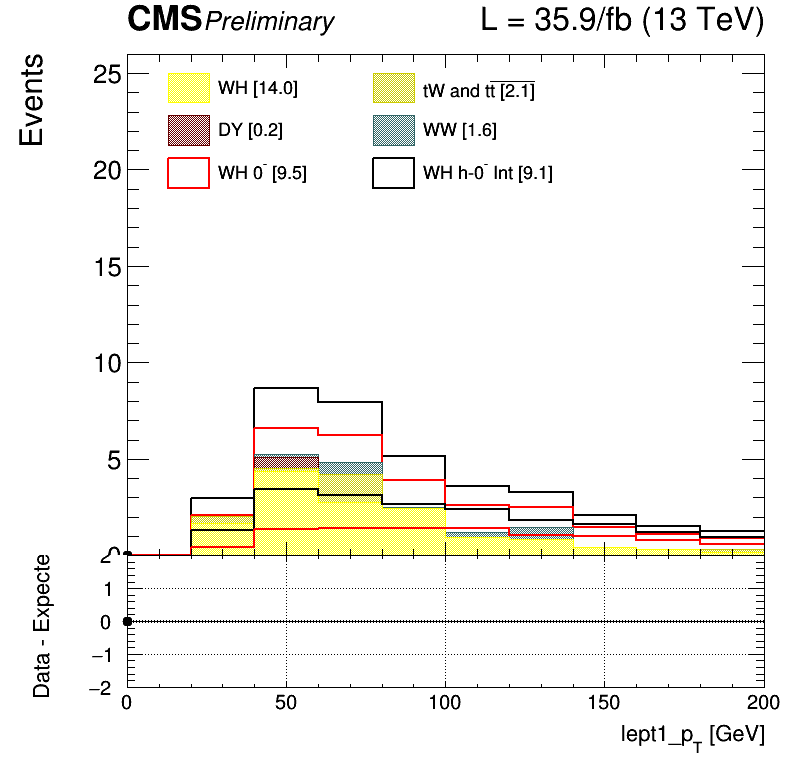 CMS Preliminary L = 35.9/fb (13 TeV)
Events
25
20
15
10
5
0
WH [14.0]
tW and tt̅ [2.1]
DY [0.2]
WW [1.6]
WH 0⁻ [9.5]
WH h-0⁻ Int [9.1]
Data - Expecte
2
1
0
−1
−2
0 50 100 150 200
lept1_p_T [GeV]